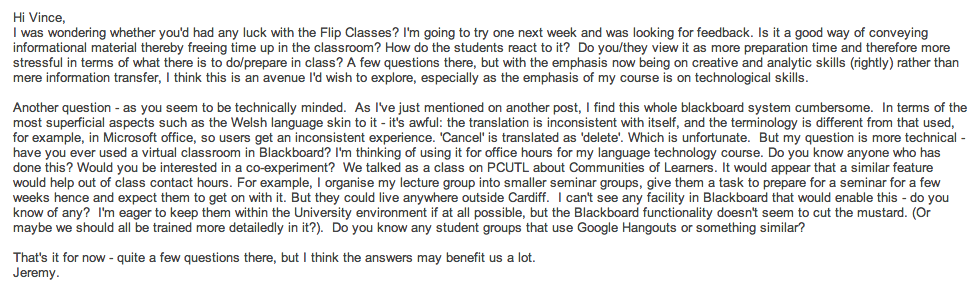 Hi Vince,
I was wondering whether you'd had any luck with the Flip Classes? I'm going to try one next week and was looking for feedback. Is it a good way of conveying
informational material thereby freeing time up in the classroom? How do the students react to it?  Do you/they view it as more preparation time and therefore more
stressful in terms of what there is to do/prepare in class? A few questions there, but with the emphasis now being on creative and analytic skills (rightly) rather than
mere information transfer, I think this is an avenue I'd wish to explore, especially as the emphasis of my course is on technological skills.

Another question - as you seem to be technically minded.  As I've just mentioned on another post, I find this whole blackboard system cumbersome.  In terms of the
most superficial aspects such as the Welsh language skin to it - it's awful: the translation is inconsistent with itself, and the terminology is different from that used,
for example, in Microsoft office, so users get an inconsistent experience. 'Cancel' is translated as 'delete'. Which is unfortunate.  But my question is more technical -
have you ever used a virtual classroom in Blackboard? I'm thinking of using it for office hours for my language technology course. Do you know anyone who has
done this? Would you be interested in a co-experiment?  We talked as a class on PCUTL about Communities of Learners. It would appear that a similar feature
would help out of class contact hours. For example, I organise my lecture group into smaller seminar groups, give them a task to prepare for a seminar for a few
weeks hence and expect them to get on with it. But they could live anywhere outside Cardiff.  I can't see any facility in Blackboard that would enable this - do you
know of any?  I'm eager to keep them within the University environment if at all possible, but the Blackboard functionality doesn't seem to cut the mustard. (Or
maybe we should all be trained more detailedly in it?).  Do you know any student groups that use Google Hangouts or something similar?

That's it for now - quite a few questions there, but I think the answers may benefit us a lot.
Jeremy.